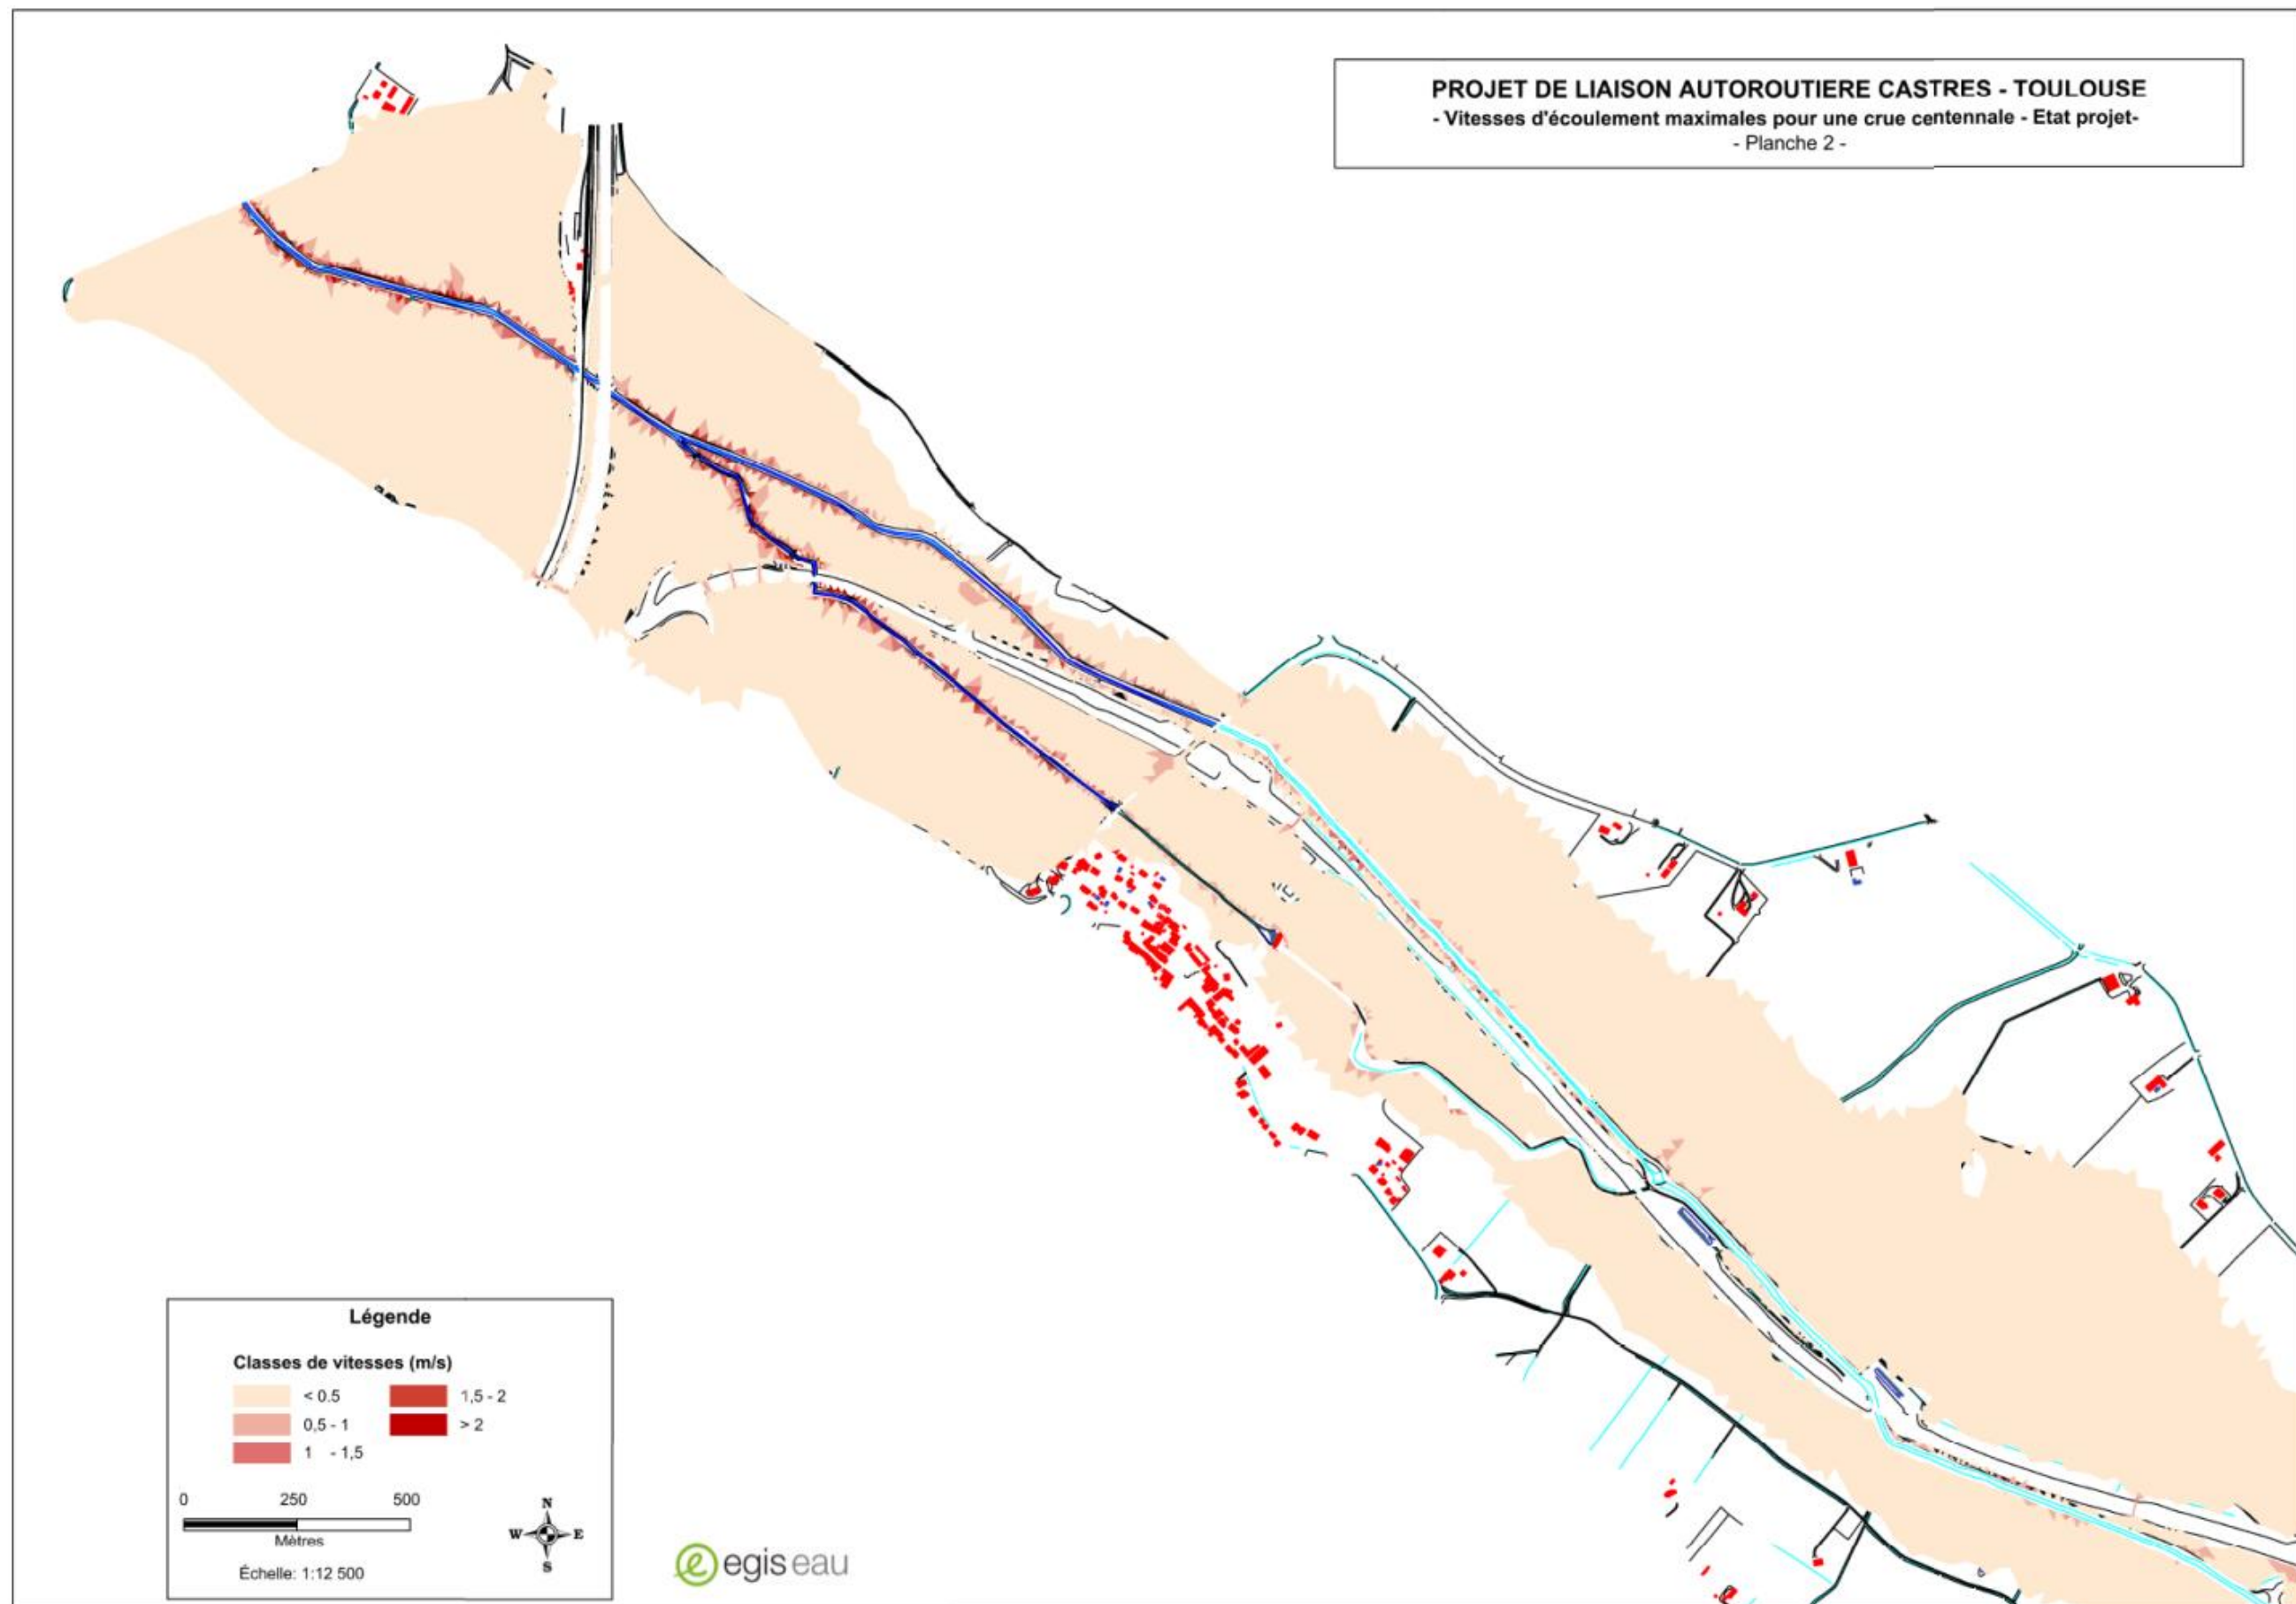 PROJET DE LIAISON AUTOROUTIERE CASTRES - TOULOUSE
- Vitesses d'écoulement maximales pour une crue centennale - Etat projet-
- Planche 2 -
Légende
Classes de vitesses (m/s)
< 0.5
0,5 - 1
1 - 1,5
1,5 - 2
> 2
0 250 500
Mètres
Échelle: 1:12 500
N
W E
S
egis eau